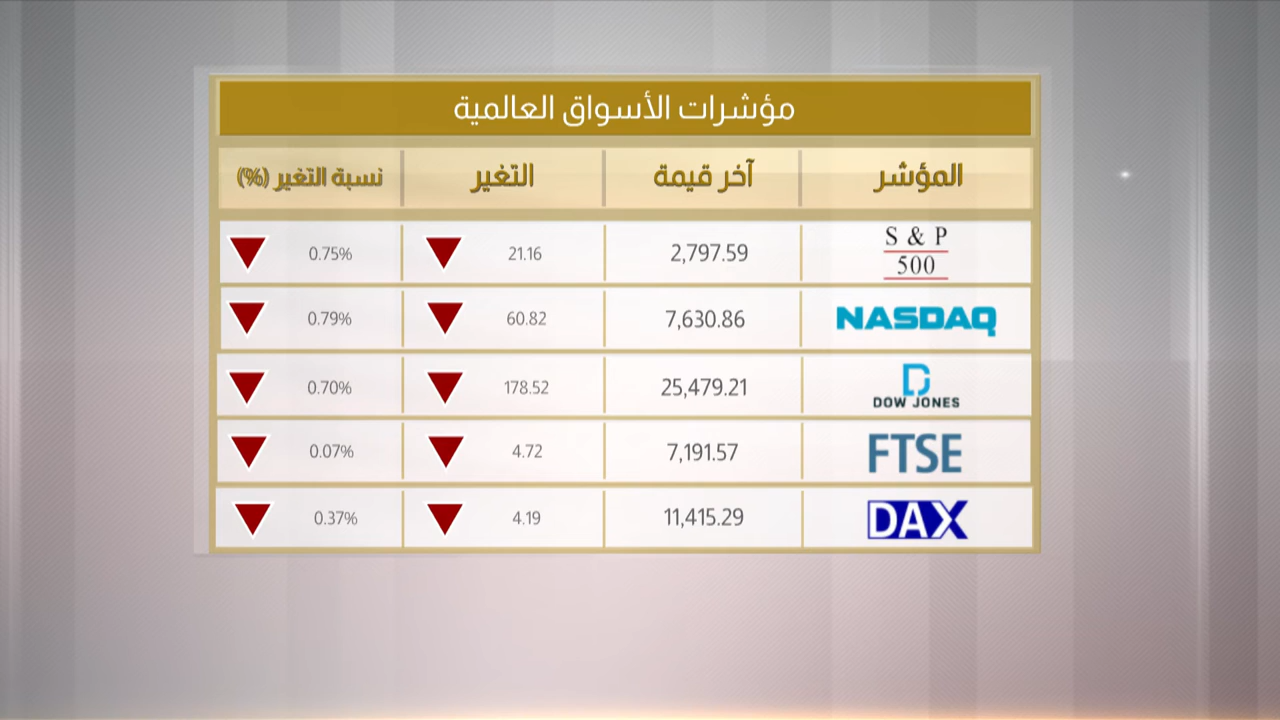 مؤشرات الأسواق العالمية
المؤشر آخر قيمة التغير نسبة التغير (%)
S & P
500 2,797.59 21.16 0.75%
NASDAQ 7,630.86 60.82 0.79%
DOW JONES 25,479.21 178.52 0.70%
FTSE 7,191.57 4.72 0.07%
DAX 11,415.29 4.19 0.37%